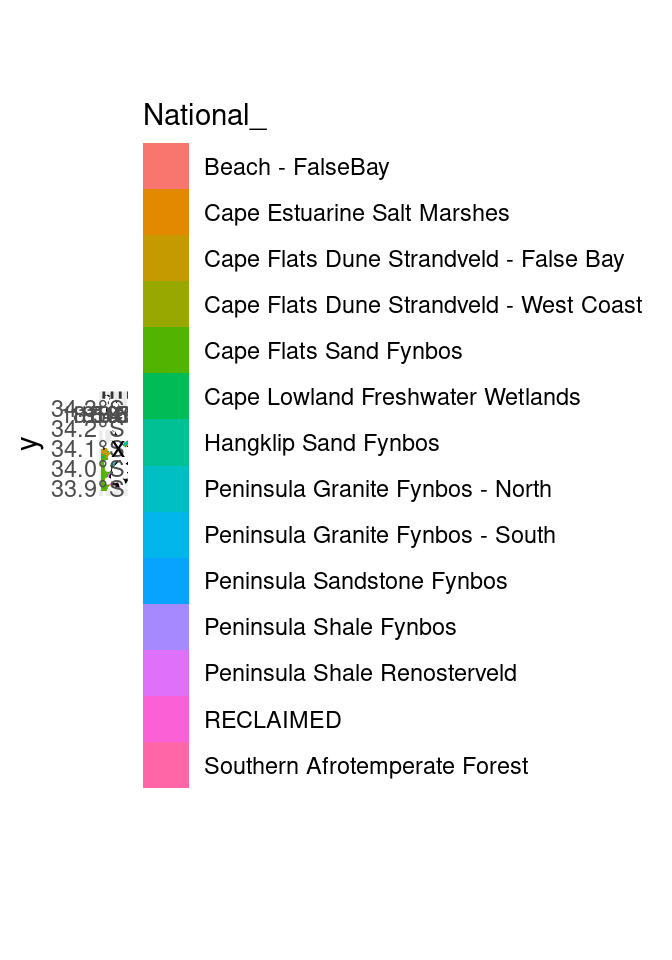 National_
Beach - FalseBay
Cape Estuarine Salt Marshes
Cape Flats Dune Strandveld - False Bay
Cape Flats Dune Strandveld - West Coast
Cape Flats Sand Fynbos
Cape Lowland Freshwater Wetlands
Hangklip Sand Fynbos
Peninsula Granite Fynbos - North
Peninsula Granite Fynbos - South
Peninsula Sandstone Fynbos
Peninsula Shale Fynbos
Peninsula Shale Renosterveld
RECLAIMED
Southern Afrotemperate Forest
y
34.2°S
34.1°S
34.0°S
33.9°S
x